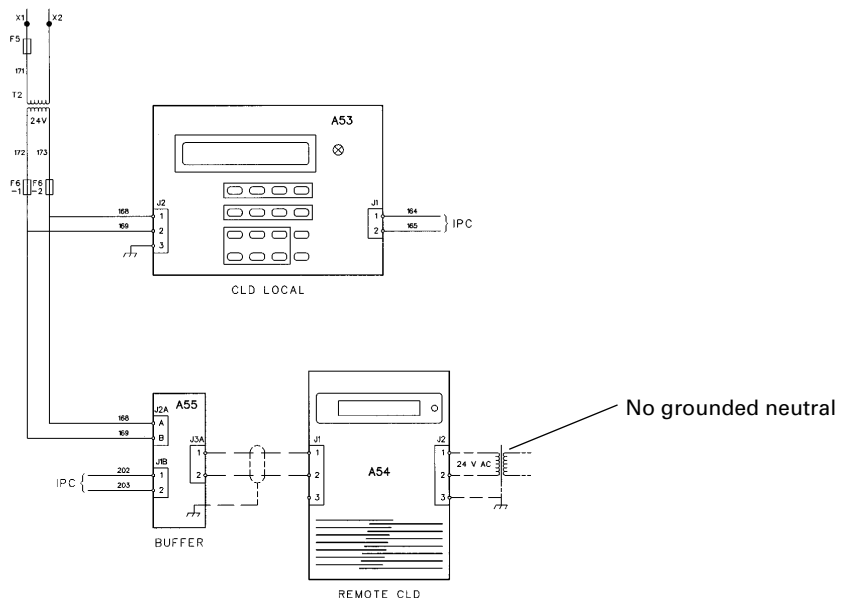 X1 X2
F5
171
T2
24V
172 173
F6 -1 F6 -2
A53
J2
168 1
169 2
3
J1
1 164
2 165
IPC
CLD LOCAL
A55
J2A
168 A
169 B
J1B
202 1
203 2
IPC
J3A
1
2
BUFFER
J1
1
2
3
A54
J2
1
2
3
24 V AC
No grounded neutral
REMOTE CLD